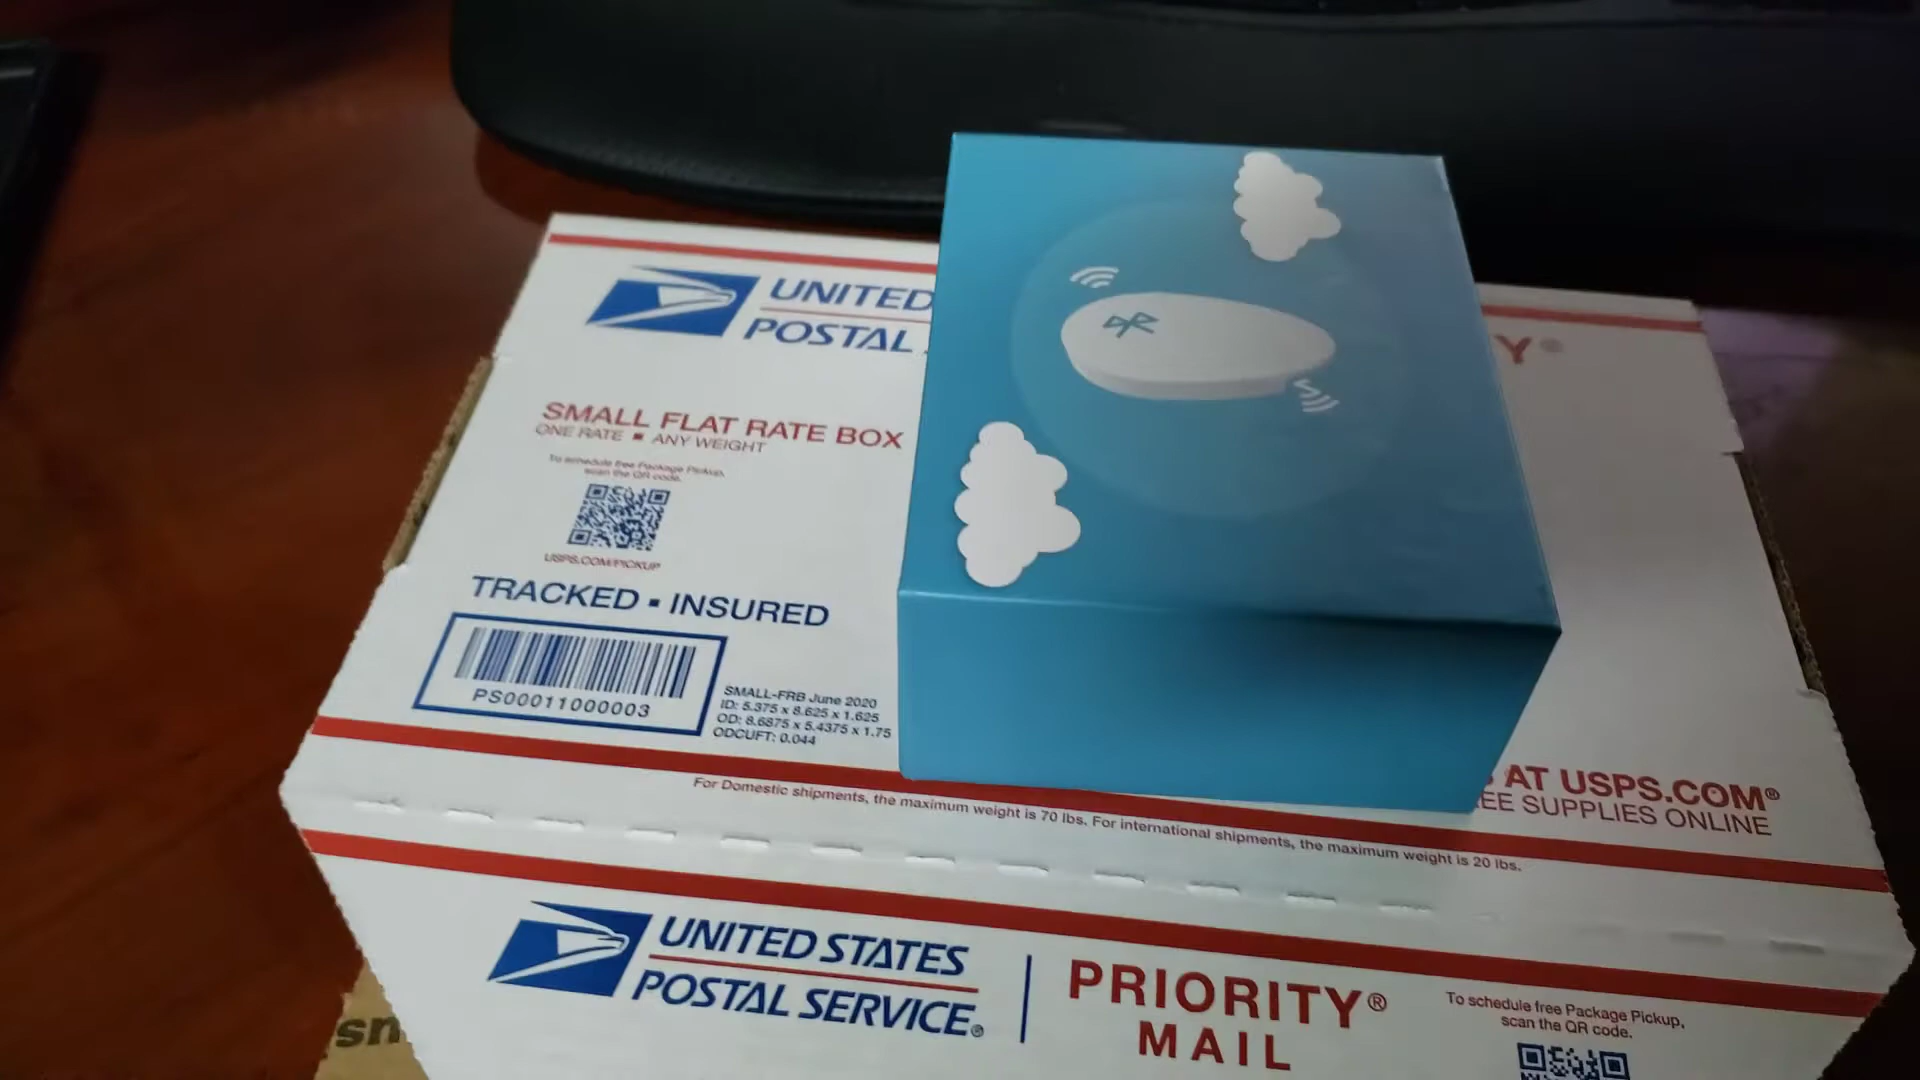 UNITED
POSTAL
SMALL FLAT RATE BOX
ONE RATE ▪ ANY WEIGHT
To schedule free Package Pickup,
scan the QR code.
USPS.COM/PICKUP
TRACKED ▪ INSURED
PS00011000003
SMALL-FRB June 2020
ID: 5.375 x 8.625 x 1.625
OD: 8.6875 x 5.4375 x 1.75
ODCUFT: 0.044
Y®
AT USPS.COM®
EE SUPPLIES ONLINE
For Domestic shipments, the maximum weight is 70 lbs. For international shipments, the maximum weight is 20 lbs.
UNITED STATES
POSTAL SERVICE®
PRIORITY®
MAIL
To schedule free Package Pickup,
scan the QR code.
sm